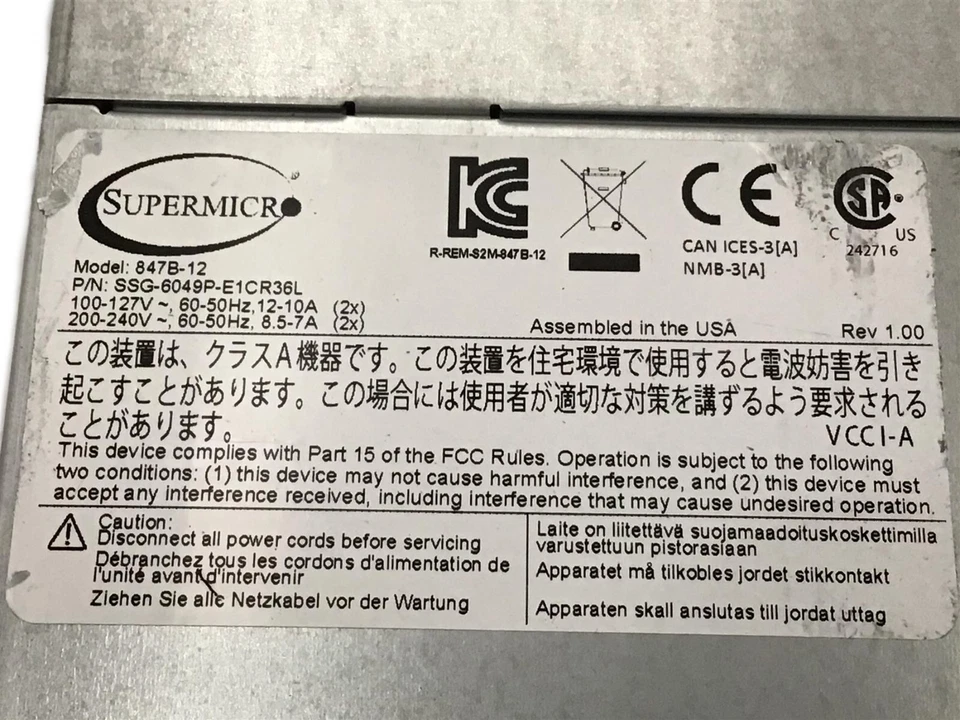 SUPERMICRO®
R-REM-S2M-847B-12
CAN ICES-3[A]
NMB-3[A]
CSA®
C US
242716
Model: 847B-12
P/N: SSG-6049P-E1CR36L
100-127V ~, 60-50Hz,12-10A (2x)
200-240V ~, 60-50Hz, 8.5-7A (2x)
Assembled in the USA
Rev 1.00
この装置は、クラスA機器です。この装置を住宅環境で使用すると電波妨害を引き
起こすことがあります。この場合には使用者が適切な対策を講ずるよう要求される
ことがあります。
VCCI-A
This device complies with Part 15 of the FCC Rules. Operation is subject to the following
two conditions: (1) this device may not cause harmful interference, and (2) this device must
accept any interference received, including interference that may cause undesired operation.
Caution:
Disconnect all power cords before servicing
Débranchez tous les cordons d'alimentation de
l'unité avant d'intervenir
Ziehen Sie alle Netzkabel vor der Wartung
Laite on liitettävä suojamaadoituskoskettimilla
varustettuun pistorasiaan
Apparatet må tilkobles jordet stikkontakt
Apparaten skall anslutas till jordat uttag